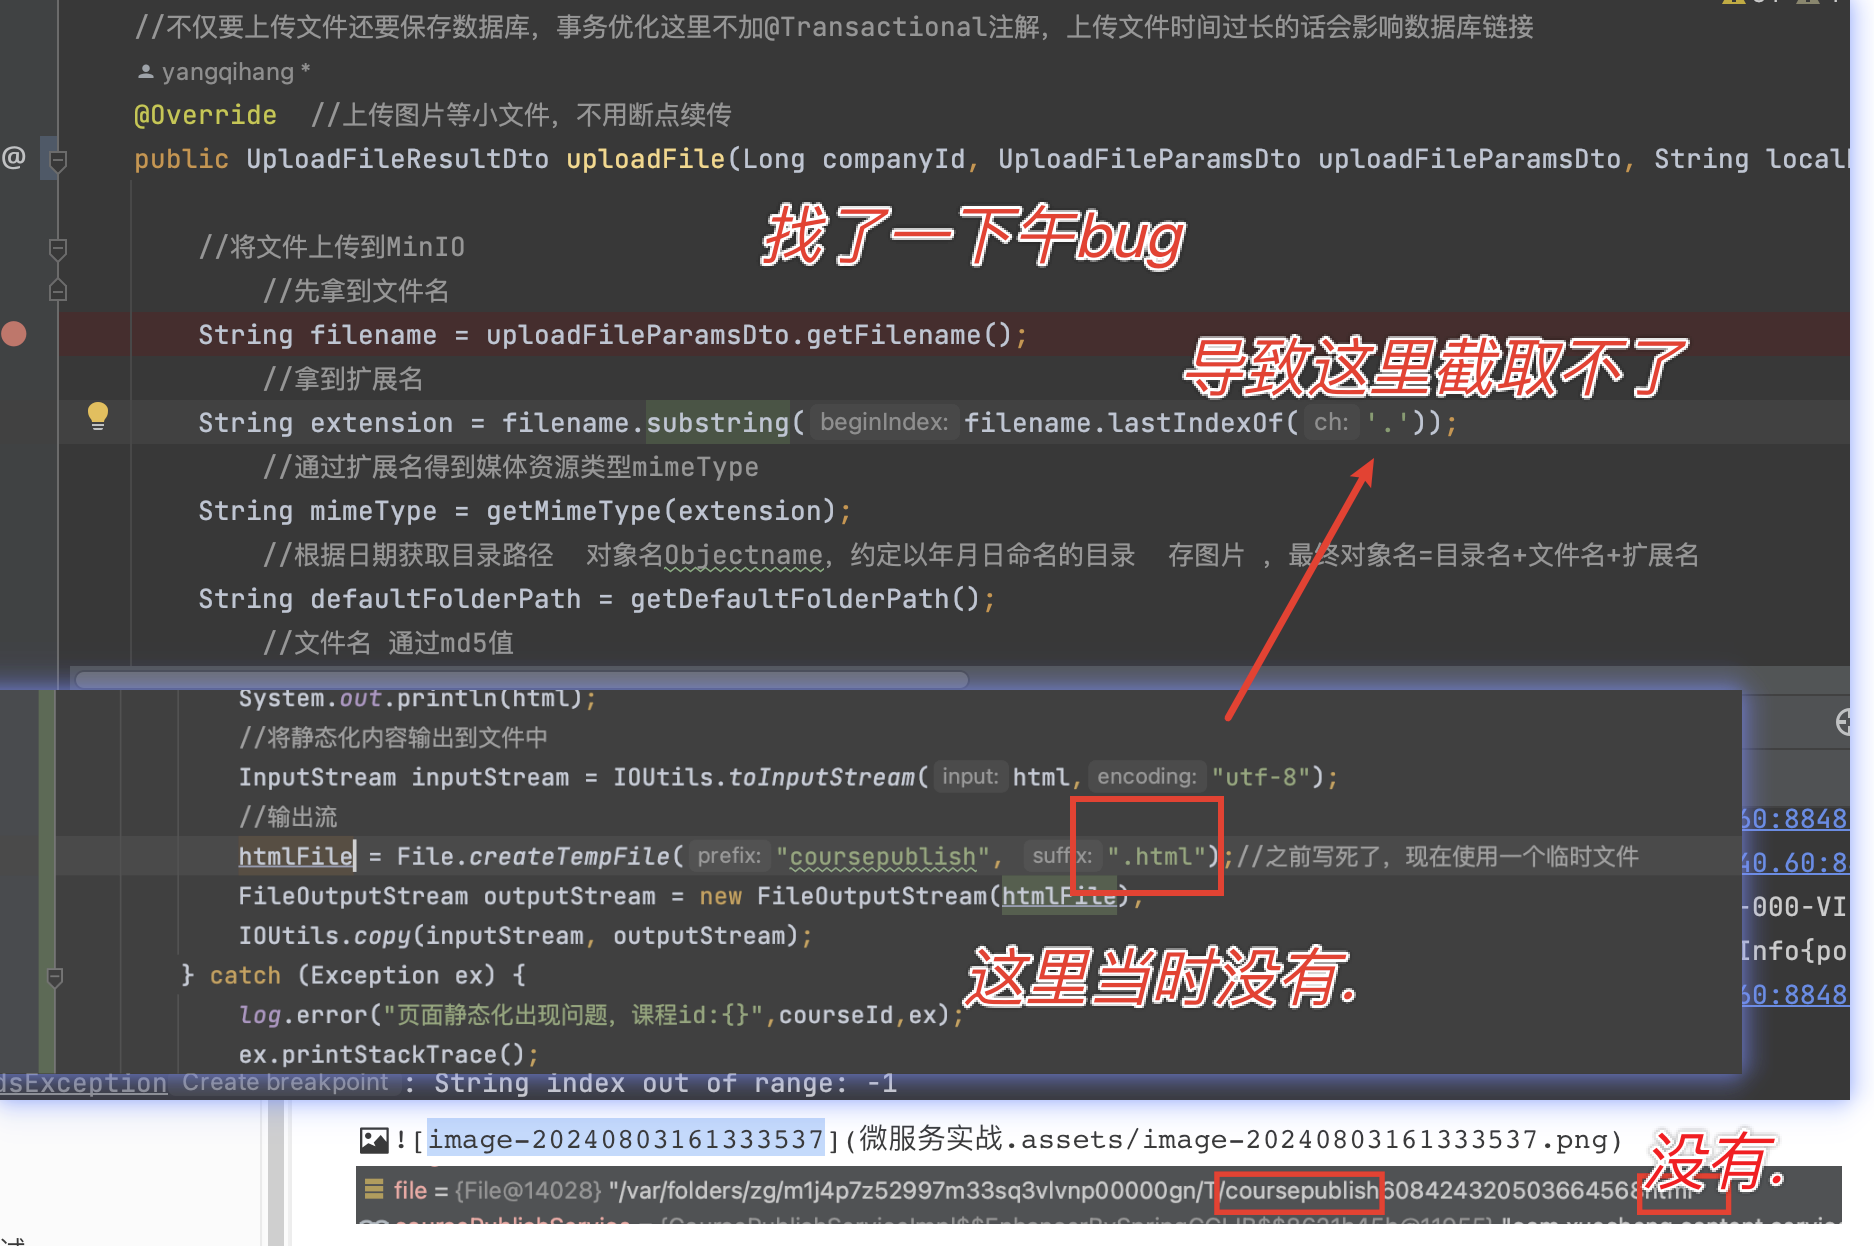 //不仅要上传文件还要保存数据库，事务优化这里不加@Transactional注解，上传文件时间过长的话会影响数据库链接
yangqihang *
@Override //上传图片等小文件，不用断点续传
@ public UploadFileResultDto uploadFile(Long companyId, UploadFileParamsDto uploadFileParamsDto, String local
找了一下午bug
//将文件上传到MinIO
//先拿到文件名
String filename = uploadFileParamsDto.getFilename();
导致这里截取不了
//拿到扩展名
String extension = filename.substring( beginIndex: filename.lastIndexOf( ch: '.'));
//通过扩展名得到媒体资源类型mimeType
String mimeType = getMimeType(extension);
//根据日期获取目录路径 对象名Objectname，约定以年月日命名的目录 存图片 ，最终对象名=目录名+文件名+扩展名
String defaultFolderPath = getDefaultFolderPath();
//文件名 通过md5值
System.out.println(html);
//将静态化内容输出到文件中
InputStream inputStream = IOUtils.toInputStream( input: html, encoding: "utf-8");
//输出流
60:8848
htmlFile = File.createTempFile( prefix: "coursepublish", suffix: ".html");//之前写死了，现在使用一个临时文件
40.60:8
FileOutputStream outputStream = new FileOutputStream(htmlFile);
-000-VI
IOUtils.copy(inputStream, outputStream);
Info{po
} catch (Exception ex) {
这里当时没有.
60:8848
log.error("页面静态化出现问题，课程id:{}",courseId,ex);
ex.printStackTrace();
dsException Create breakpoint : String index out of range: -1
![image-20240803161333537](微服务实战.assets/image-20240803161333537.png)
没有.
file = {File@14028} "/var/folders/zg/m1j4p7z52997m33sq3vlvnp00000gn/T/coursepublish6084243205036645684html"